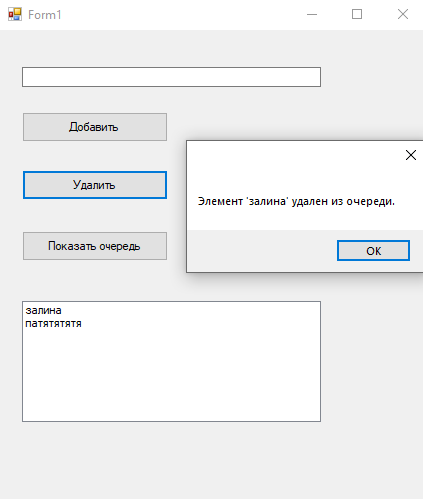 Form1
Добавить
Удалить
Элемент 'залина' удален из очереди.
Показать очередь
OK
залина
патятятятя